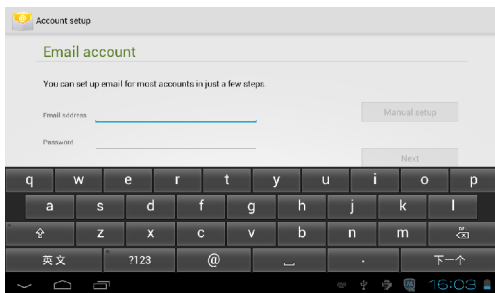 Account setup
Email account
You can set up email for most accounts in just a few steps.
Email address
Manual setup
Password
Next
q w e r t y u i o p
a s d f g h j k l
z x c v b n m
英文 ?123 @ . 下一个
16:03